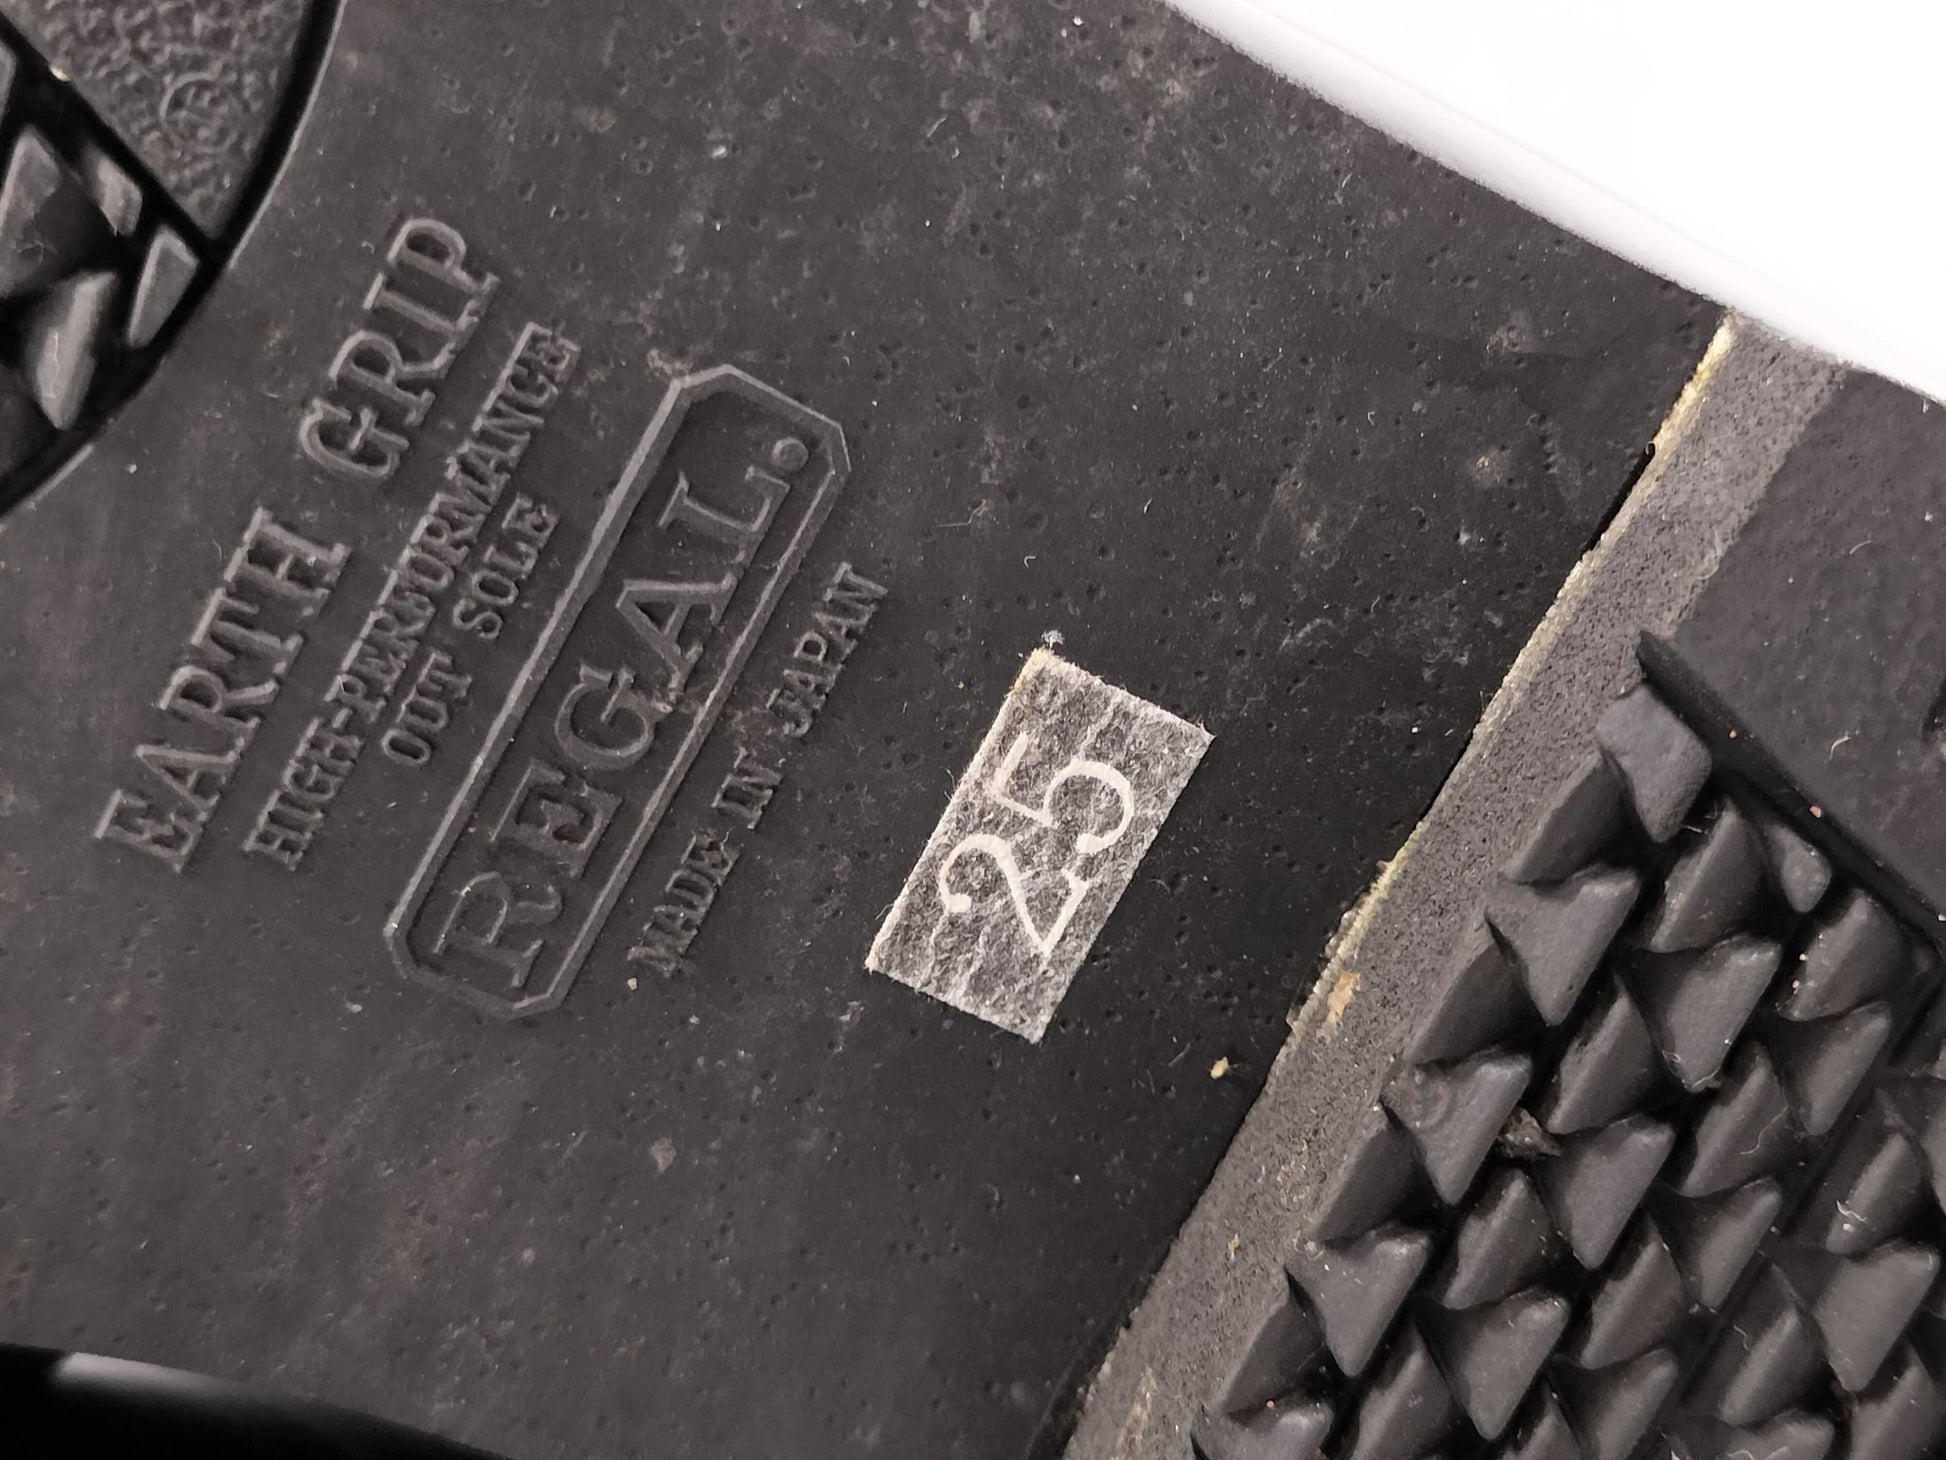 EARTH GRIP
HIGH-PERFORMANCE
OUT SOLE
REGAL.
MADE IN JAPAN
25